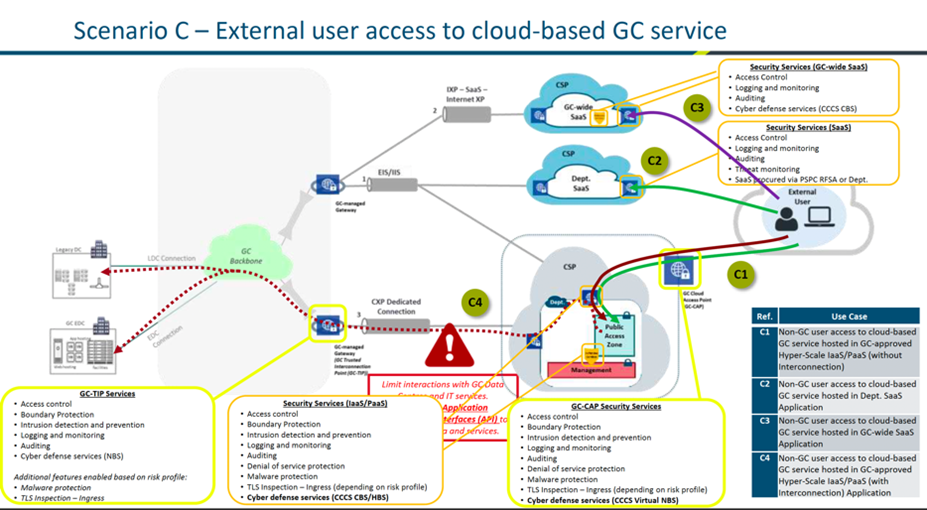 Scenario C – External user access to cloud-based GC service
IXP – SaaS –
Internet XP
2
CSP
GC-wide
SaaS
C3
Security Services (GC-wide SaaS)
• Access Control
• Logging and monitoring
• Auditing
• Cyber defense services (CCCS CBS)
EIS/IIS
1
GC-managed
Gateway
CSP
Dept.
SaaS
C2
Security Services (SaaS)
• Access Control
• Logging and monitoring
• Auditing
• Threat monitoring
• SaaS procured via PSPC RFSA or Dept.
External
User
Legacy DC
LDC Connection
GC
Backbone
GC EDC
EDC
Connection
CXP Dedicated
Connection
3
GC-managed
Gateway
(GC Trusted
Interconnection
Point (GC-TIP))
C4
CSP
Dept.
Public
Access
Zone
Management
GC Cloud
Access Point
(GC-CAP)
C1
Limit interactions with GC Data
and IT services.
Application
Interfaces (API) to
and services.
GC-TIP Services
• Access control
• Boundary Protection
• Intrusion detection and prevention
• Logging and monitoring
• Auditing
• Cyber defense services (NBS)
Additional features enabled based on risk profile:
• Malware protection
• TLS Inspection – Ingress
Security Services (IaaS/PaaS)
• Access control
• Boundary Protection
• Intrusion detection and prevention
• Logging and monitoring
• Auditing
• Denial of service protection
• Malware protection
• TLS Inspection – Ingress (depending on risk profile)
• Cyber defense services (CCCS CBS/HBS)
GC-CAP Security Services
• Access control
• Boundary Protection
• Intrusion detection and prevention
• Logging and monitoring
• Auditing
• Denial of service protection
• Malware protection
• TLS Inspection – Ingress (depending on risk profile)
• Cyber defense services (CCCS Virtual NBS)
Ref. Use Case
C1 Non-GC user access to cloud-based
GC service hosted in GC-approved
Hyper-Scale IaaS/PaaS (without
Interconnection)
C2 Non-GC user access to cloud-based
GC service hosted in Dept. SaaS
Application
C3 Non-GC user access to cloud-based
GC service hosted in GC-wide SaaS
Application
C4 Non-GC user access to cloud-based
GC service hosted in GC-approved
Hyper-Scale IaaS/PaaS (with
Interconnection) Application